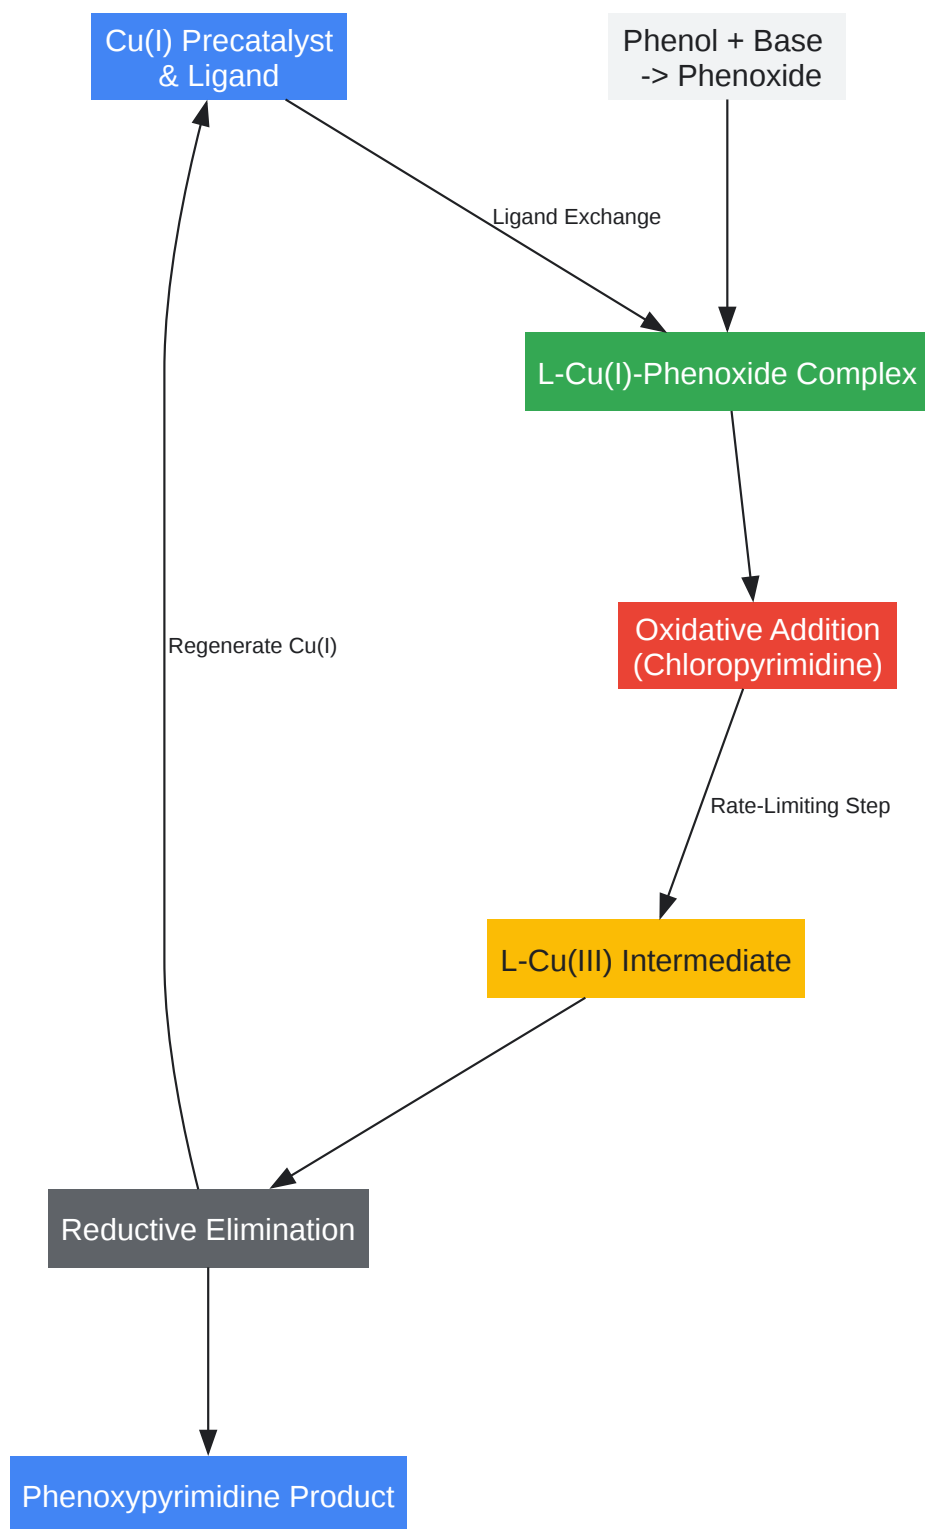 Cu(I) Precatalyst
& Ligand
Phenol + Base
-> Phenoxide
Ligand Exchange
L-Cu(I)-Phenoxide Complex
Oxidative Addition
(Chloropyrimidine)
Regenerate Cu(I)
Rate-Limiting Step
L-Cu(III) Intermediate
Reductive Elimination
Phenoxypyrimidine Product